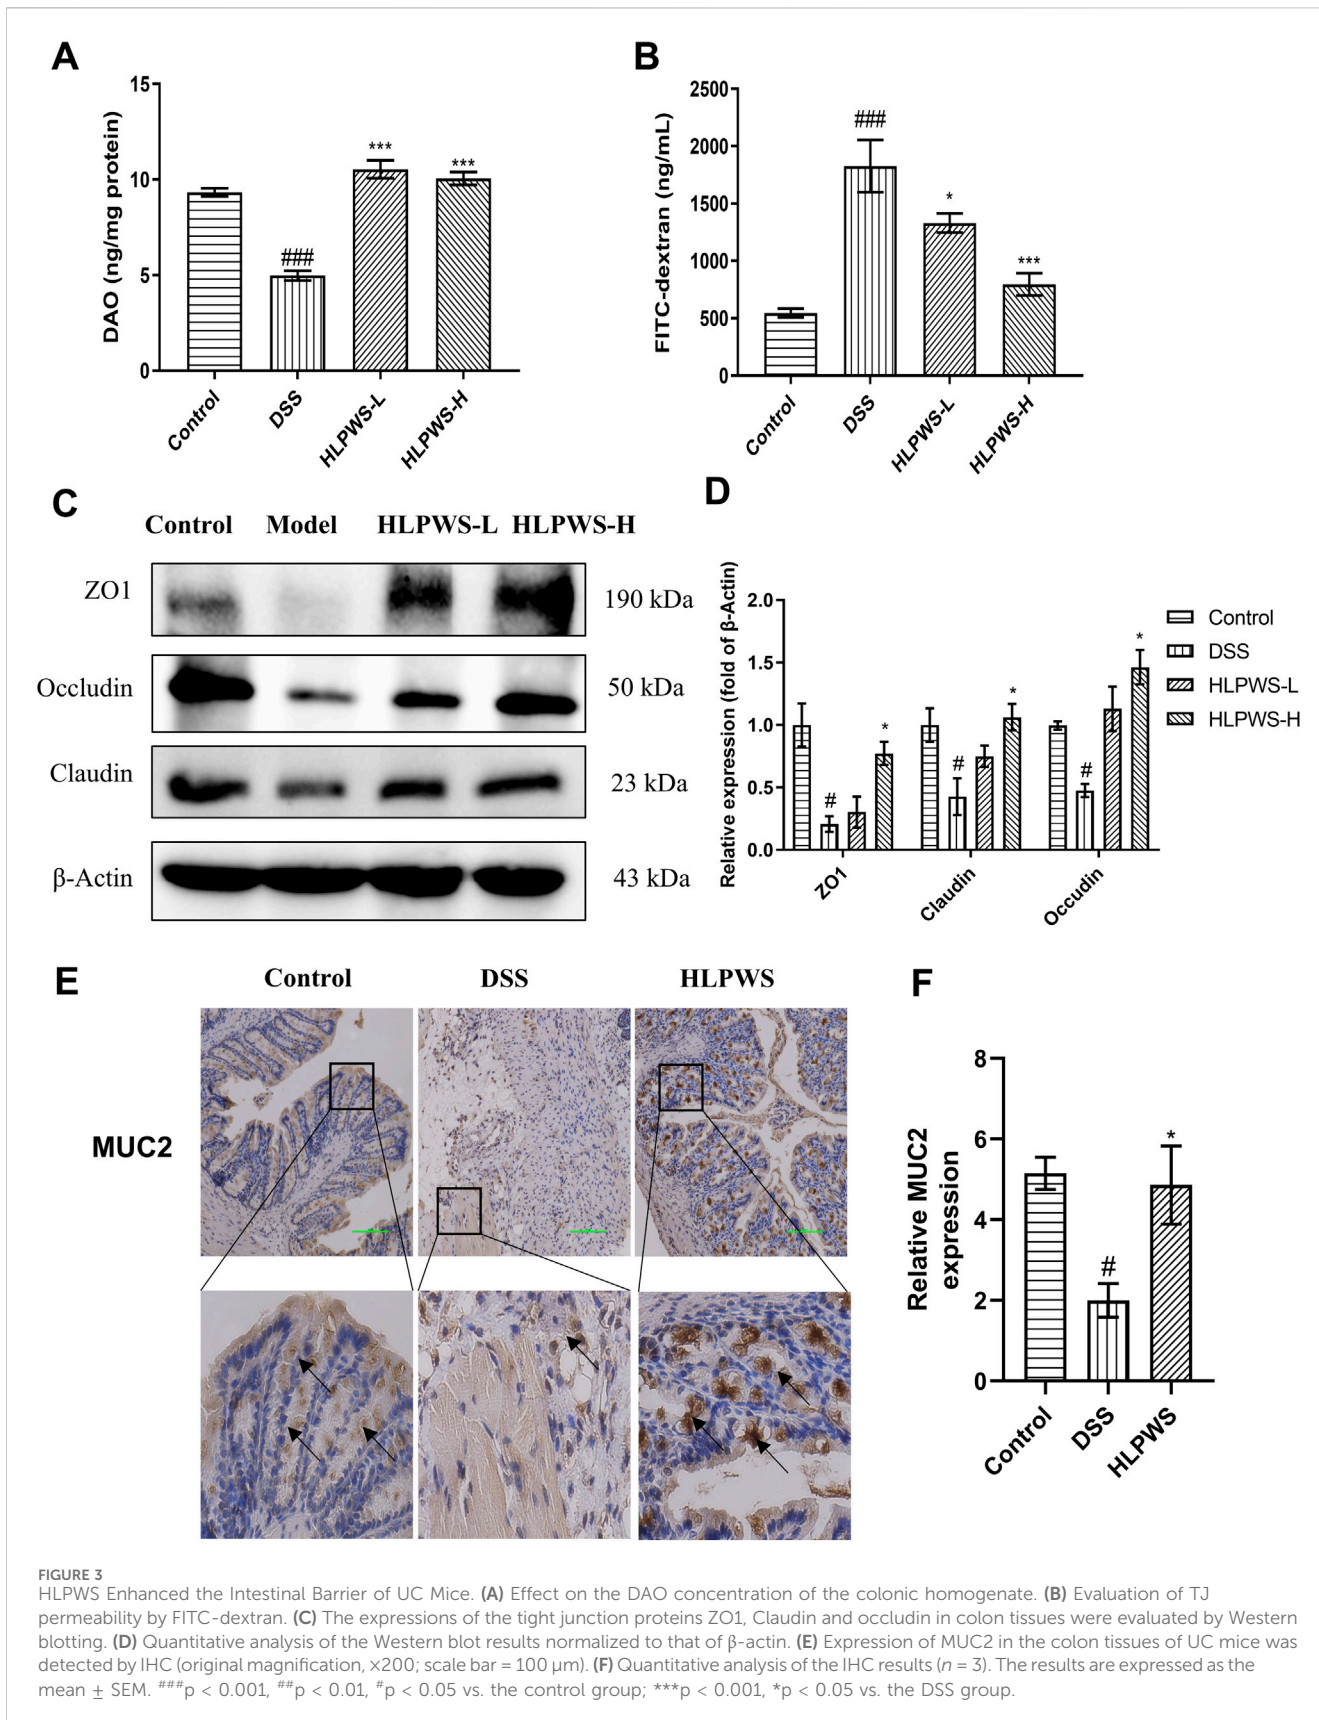 A
DAO (ng/mg protein)
15
10
5
0
###
***
***
Control
DSS
HLPWS-L
HLPWS-H
B
FITC-dextran (ng/mL)
2500
2000
1500
1000
500
0
###
*
***
Control
DSS
HLPWS-L
HLPWS-H
C
Control Model HLPWS-L HLPWS-H
ZO1 190 kDa
Occludin 50 kDa
Claudin 23 kDa
β-Actin 43 kDa
D
Relative expression (fold of β-Actin)
2.0
1.5
1.0
0.5
0.0
#
*
#
*
#
*
ZO1
Claudin
Occudin
Control
DSS
HLPWS-L
HLPWS-H
E
Control DSS HLPWS
MUC2
F
Relative MUC2
expression
8
6
4
2
0
#
*
Control
DSS
HLPWS
FIGURE 3
HLPWS Enhanced the Intestinal Barrier of UC Mice. (A) Effect on the DAO concentration of the colonic homogenate. (B) Evaluation of TJ
permeability by FITC-dextran. (C) The expressions of the tight junction proteins ZO1, Claudin and occludin in colon tissues were evaluated by Western
blotting. (D) Quantitative analysis of the Western blot results normalized to that of β-actin. (E) Expression of MUC2 in the colon tissues of UC mice was
detected by IHC (original magnification, ×200; scale bar = 100 μm). (F) Quantitative analysis of the IHC results (n = 3). The results are expressed as the
mean ± SEM. ###p < 0.001, ##p < 0.01, #p < 0.05 vs. the control group; ***p < 0.001, *p < 0.05 vs. the DSS group.